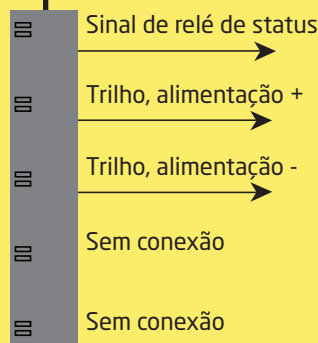 Sinal de relé de status
Trilho, alimentação +
Trilho, alimentação -
Sem conexão
Sem conexão